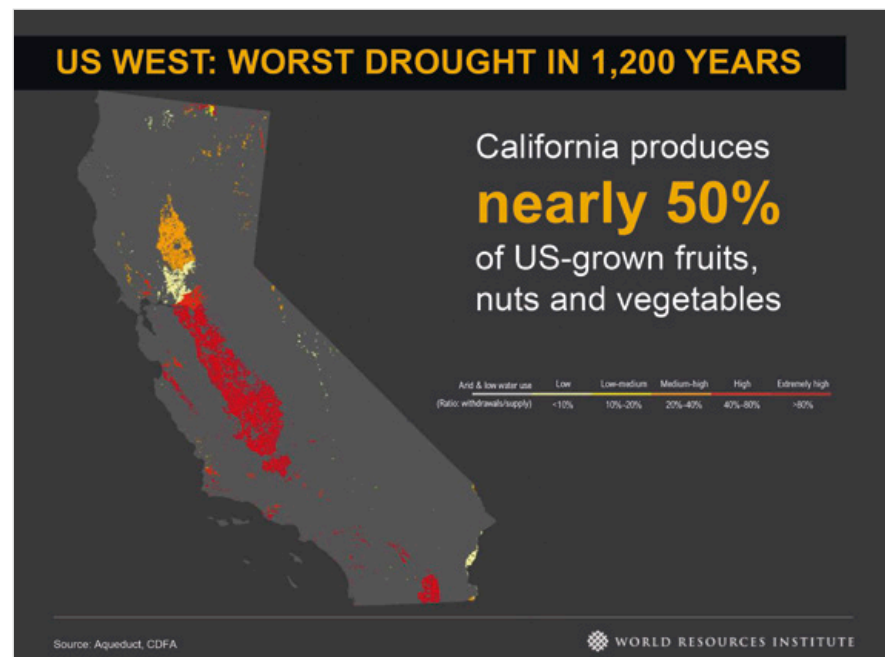 US WEST: WORST DROUGHT IN 1,200 YEARS
California produces
nearly 50%
of US-grown fruits,
nuts and vegetables
Arid & low water use Low Low-medium Medium-high High Extremely high
(Ratio: withdrawals/supply) <10% 10%-20% 20%-40% 40%-80% >80%
Source: Aqueduct, CDFA
WORLD RESOURCES INSTITUTE